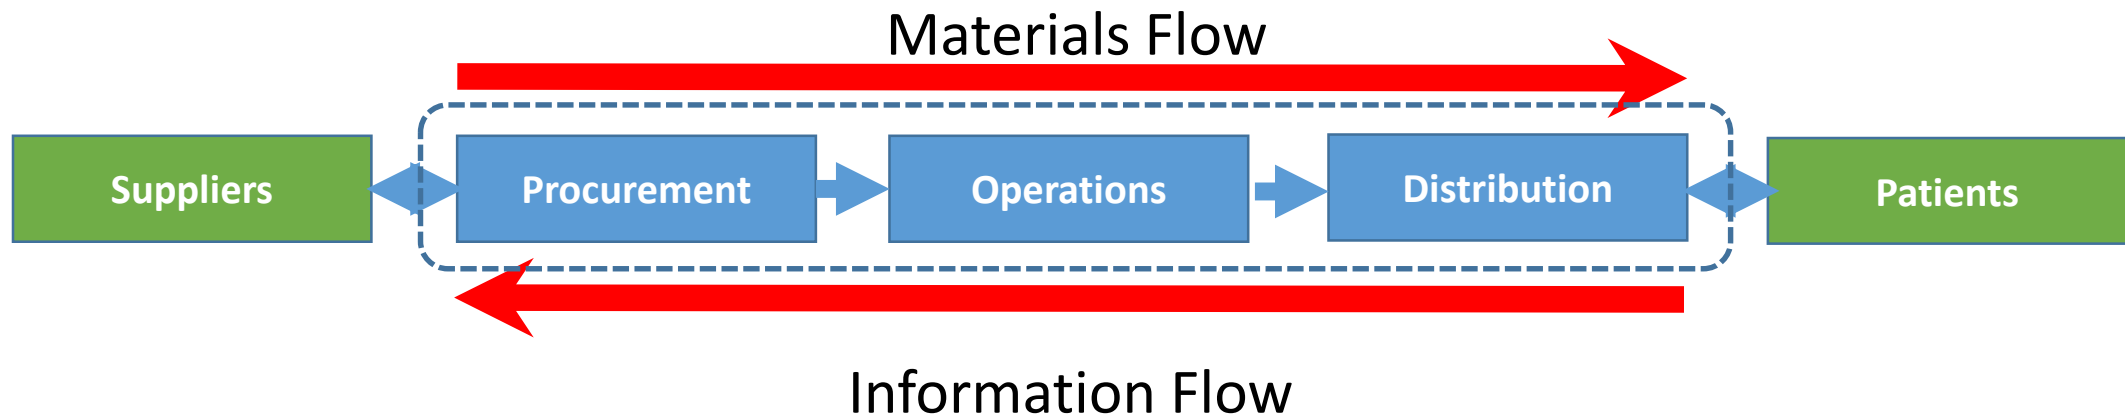 Materials Flow
Suppliers
Procurement
Operations
Distribution
Patients
Information Flow